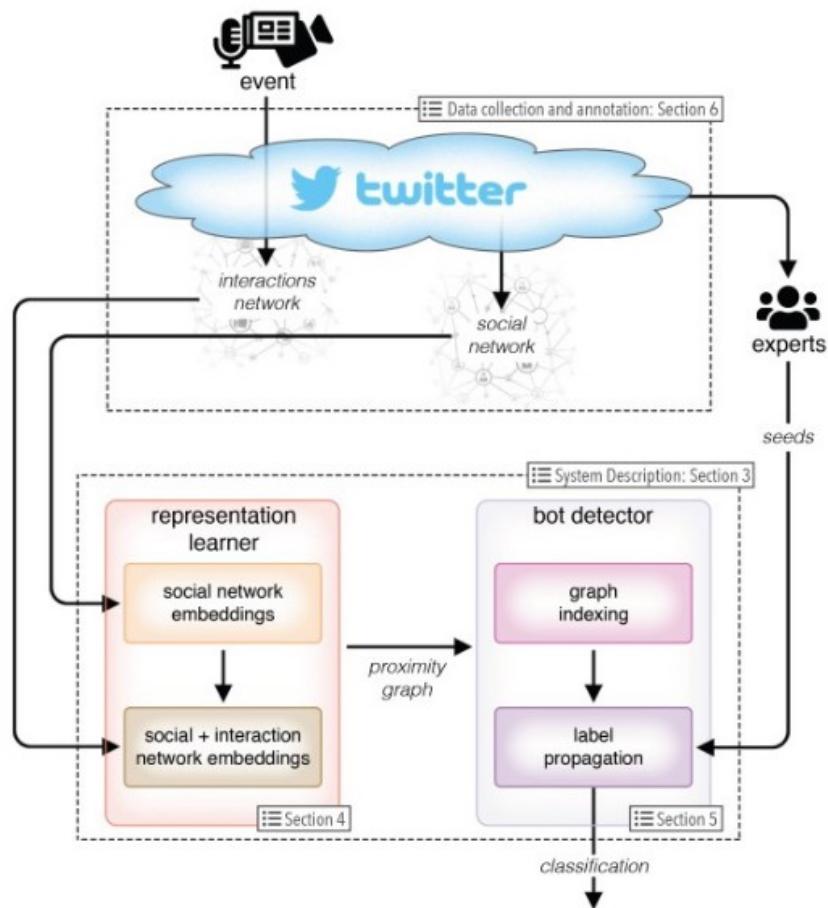 event
Data collection and annotation: Section 6
twitter
interactions
network
social
network
experts
seeds
System Description: Section 3
representation
learner
bot detector
social network
embeddings
graph
indexing
proximity
graph
social + interaction
network embeddings
label
propagation
Section 4
Section 5
classification